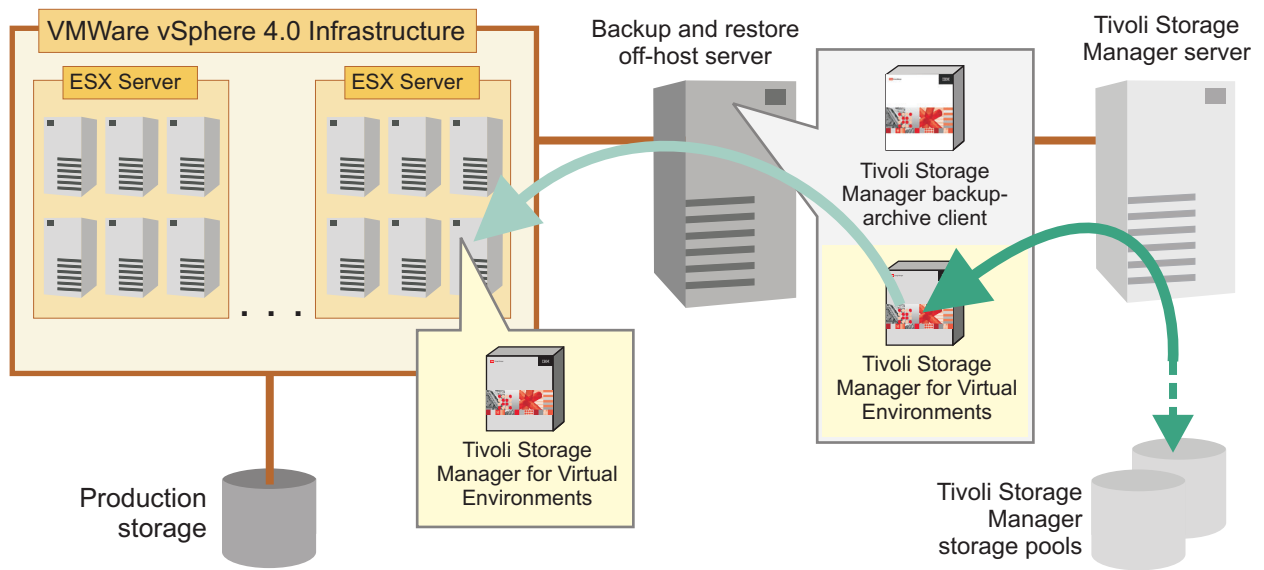 VMWare vSphere 4.0 Infrastructure
ESX Server
ESX Server
Backup and restore
off-host server
Tivoli Storage
Manager server
Tivoli Storage
Manager backup-
archive client
Tivoli Storage
Manager for Virtual
Environments
. . .
Tivoli Storage
Manager for Virtual
Environments
Production
storage
Tivoli Storage
Manager
storage pools
IBM
IBM